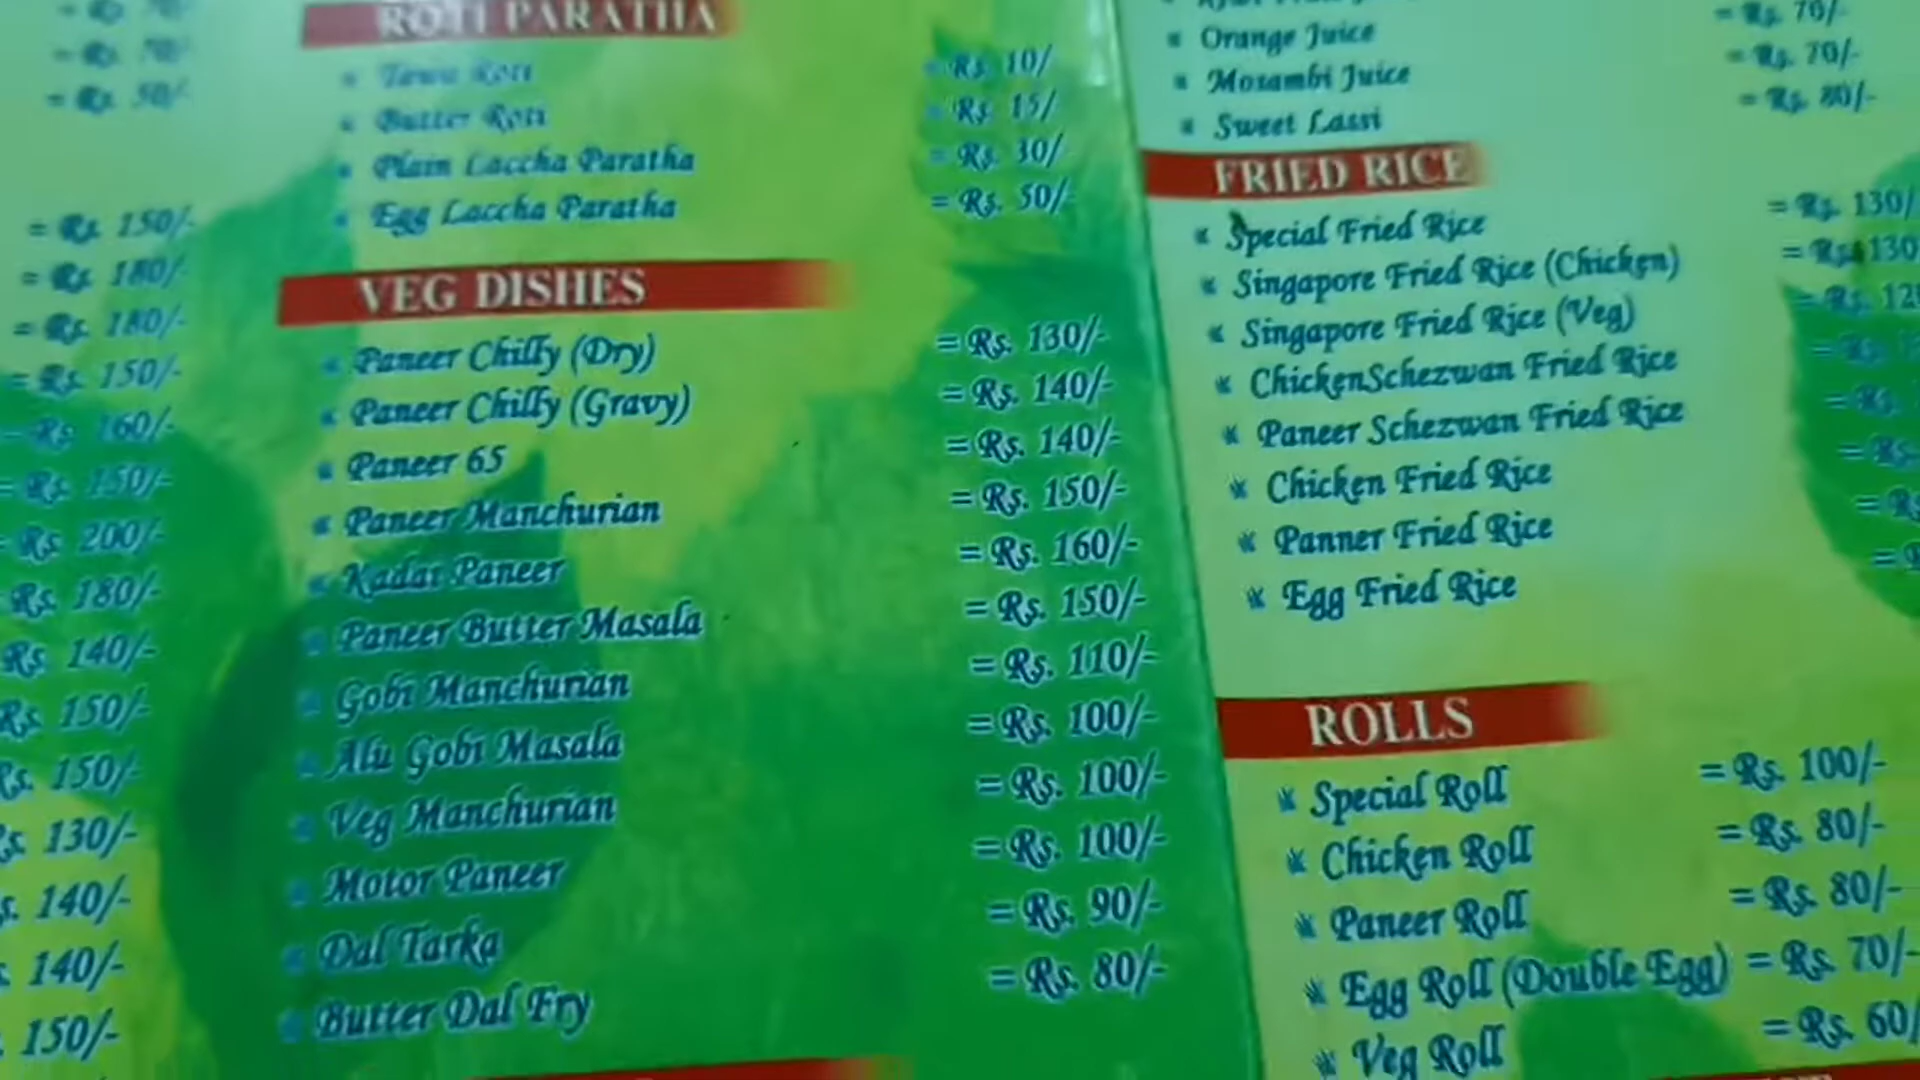 = Rs. 50/-
= Rs. 150/-
= Rs. 180/-
= Rs. 180/-
= Rs. 150/-
= Rs. 160/-
= Rs. 150/-
= Rs. 200/-
Rs. 180/-
Rs. 140/-
Rs. 150/-
Rs. 150/-
Rs. 130/-
140/-
140/-
150/-
ROTI PARATHA
Tawa Roti = Rs. 10/
Butter Roti = Rs. 15/
Plain Laccha Paratha = Rs. 30/
Egg Laccha Paratha = Rs. 50/-
VEG DISHES
Paneer Chilly (Dry) = Rs. 130/-
Paneer Chilly (Gravy) = Rs. 140/-
Paneer 65 = Rs. 140/-
Paneer Manchurian = Rs. 150/-
Kadai Paneer = Rs. 160/-
Paneer Butter Masala = Rs. 150/-
Gobi Manchurian = Rs. 110/-
Alu Gobi Masala = Rs. 100/-
Veg Manchurian = Rs. 100/-
Motor Paneer = Rs. 100/-
Dal Tarka = Rs. 90/-
Butter Dal Fry = Rs. 80/-
Orange Juice = Rs. 70/-
Mosambi Juice = Rs. 70/-
Sweet Lassi = Rs. 80/-
FRIED RICE
Special Fried Rice = Rs. 130/
Singapore Fried Rice (Chicken) = Rs. 130
Singapore Fried Rice (Veg)
ChickenSchezwan Fried Rice
Paneer Schezwan Fried Rice
Chicken Fried Rice
Panner Fried Rice
Egg Fried Rice
ROLLS
Special Roll = Rs. 100/-
Chicken Roll = Rs. 80/-
Paneer Roll = Rs. 80/-
Egg Roll (Double Egg) = Rs. 70/-
Veg Roll = Rs. 60/